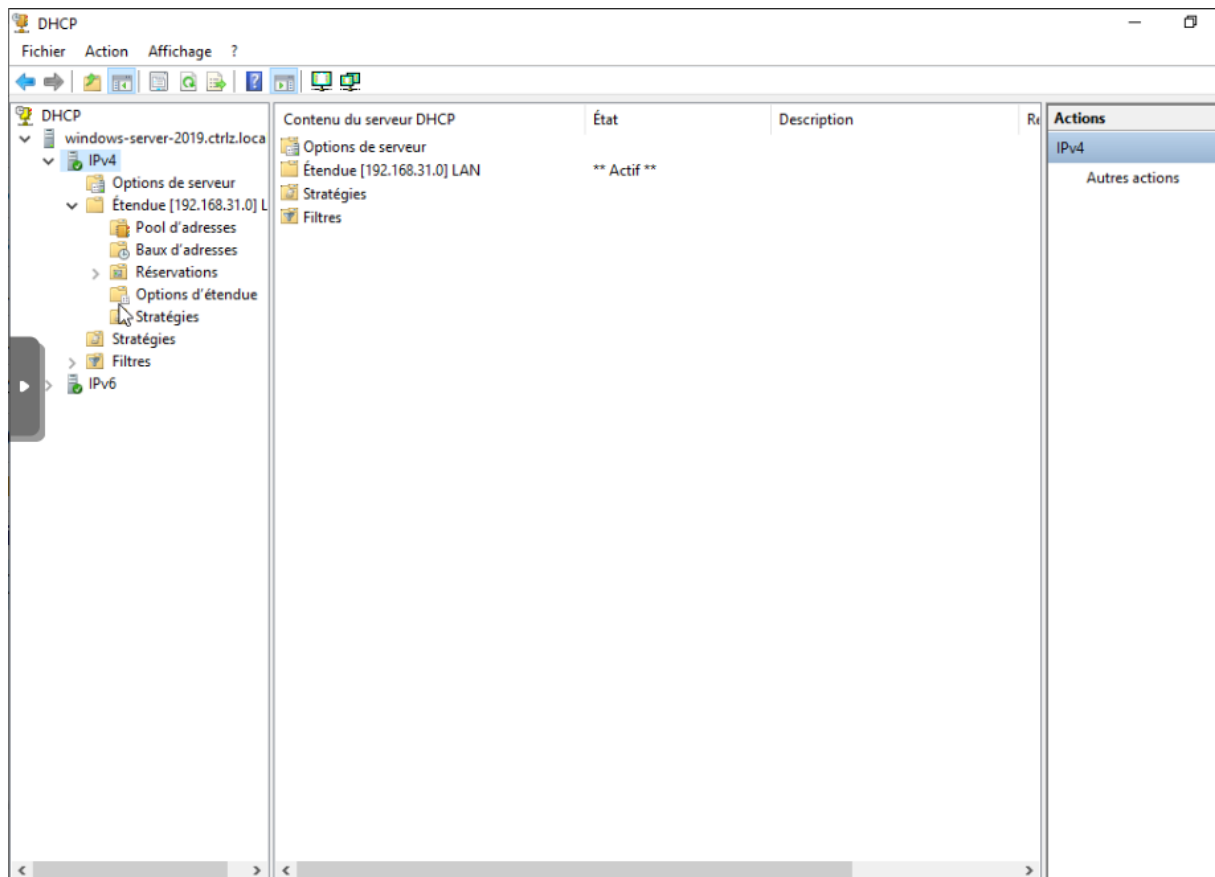 DHCP
Fichier Action Affichage ?
DHCP
windows-server-2019.ctrlz.loca
IPv4
Options de serveur
Étendue [192.168.31.0] L
Pool d'adresses
Baux d'adresses
Réservations
Options d'étendue
Stratégies
Stratégies
Filtres
IPv6
Contenu du serveur DHCP État Description Re
Options de serveur
Étendue [192.168.31.0] LAN ** Actif **
Stratégies
Filtres
Actions
IPv4
Autres actions